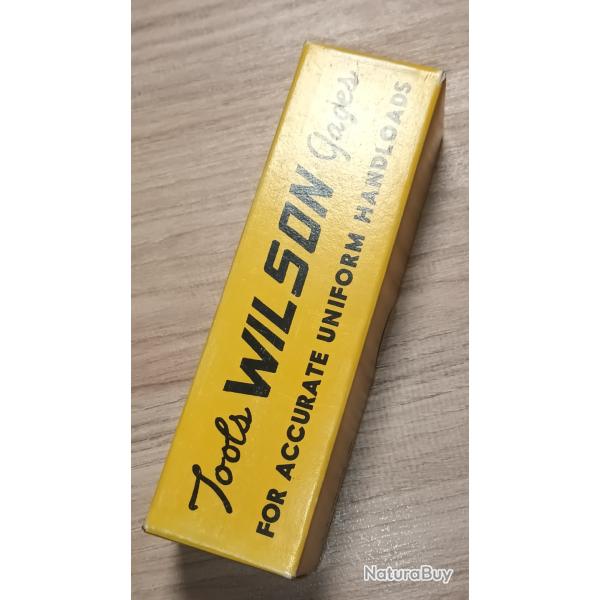 Tools WILSON gages
FOR ACCURATE UNIFORM HANDLOADS
NaturaBuy